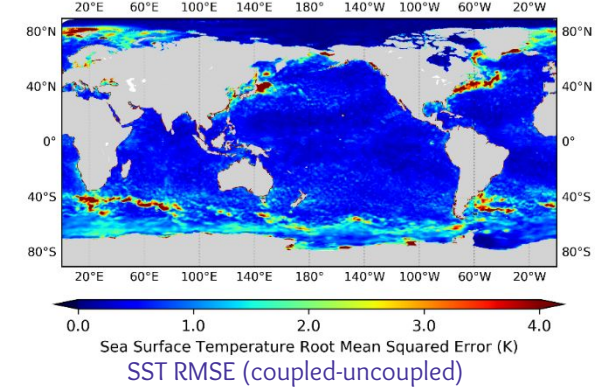 20°E 60°E 100°E 140°E 180° 140°W 100°W 60°W 20°W
80°N 80°N
40°N 40°N
0° 0°
40°S 40°S
80°S 80°S
20°E 60°E 100°E 140°E 180° 140°W 100°W 60°W 20°W
0.0 1.0 2.0 3.0 4.0
Sea Surface Temperature Root Mean Squared Error (K)
SST RMSE (coupled-uncoupled)